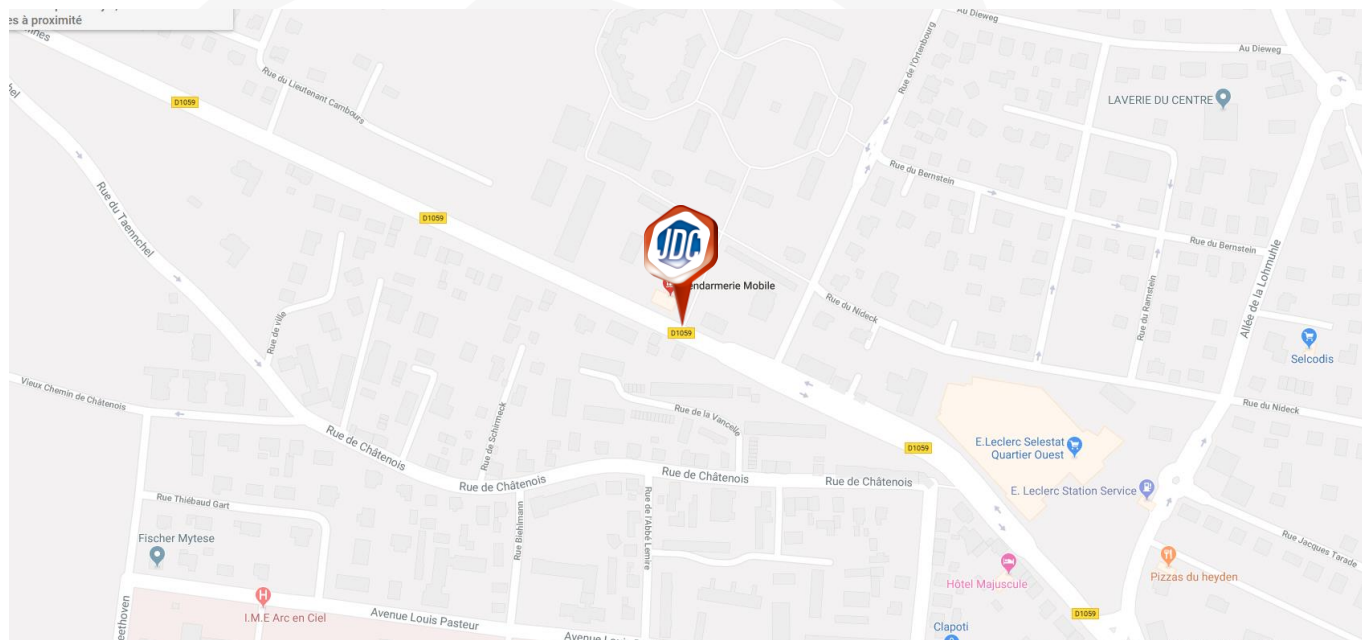 es à proximité
Au Dieweg
Au Dieweg
Rue de l'Ortenbourg
Rue du Lieutenant Cambours
D1059
LAVERIE DU CENTRE
Rue du Bernstein
Rue du Taennchel
D1059
Rue du Bernstein
JDC
endarmerie Mobile
Rue du Nideck
Rue du Ramstein
Allée de la Lohmuhle
D1059
Rue de ville
Selcodis
Vieux Chemin de Châtenois
Rue de Schirmeck
Rue de la Vancelle
Rue du Nideck
Rue de Châtenois
E.Leclerc Selestat
Quartier Ouest
D1059
Rue de Châtenois
Rue de Châtenois
Rue de Châtenois
E. Leclerc Station Service
Rue Thiébaud Gart
Rue Biehlmann
Rue de l'Abbé Lemire
Fischer Mytese
Rue Jacques Tarade
Hôtel Majuscule
Pizzas du heyden
H
I.M.E Arc en Ciel
Avenue Louis Pasteur
D1059
eethoven
Clapoti